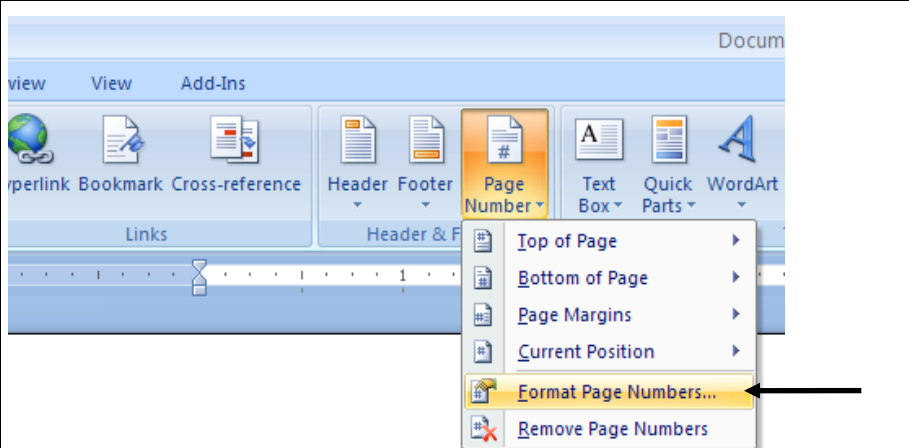 Docum
view View Add-Ins
yperlink Bookmark Cross-reference Header Footer Page Number Text Box Quick Parts WordArt
Links Header & F
1
Top of Page
Bottom of Page
Page Margins
Current Position
Format Page Numbers...
Remove Page Numbers